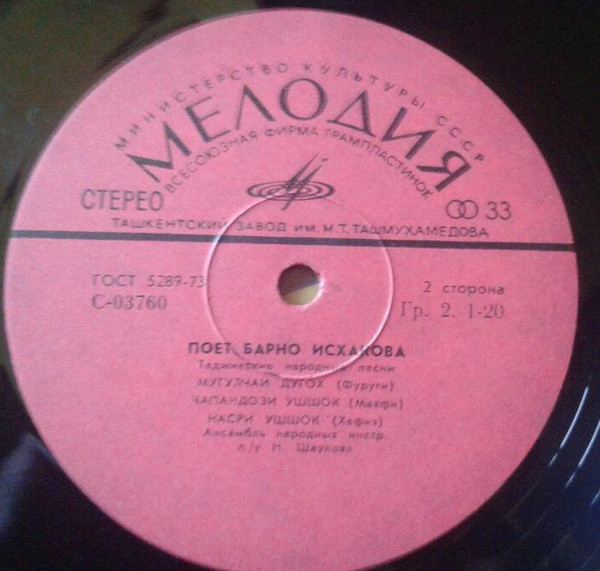 МИНИСТЕРСТВО КУЛЬТУРЫ СССР
МЕЛОДИЯ
ВСЕСОЮЗНАЯ ФИРМА ГРАМПЛАСТИНОК
СТЕРЕО
33
ТАШКЕНТСКИЙ ЗАВОД ИМ. М.Т. ТАШМУХАМЕДОВА
ГОСТ 5289-73
2 сторона
С-03760
Гр. 2. 1-20
ПОЕТ БАРНО ИСХАКОВА
Таджикские народные песни
МУГУЛЧАИ ДУГОХ (Фуруги)
ЧАПАНДОЗИ УШШОК (Махфи)
НАСРИ УШШОК (Хафиз)
Ансамбль народных инстр.
п/у Н. Шаулова